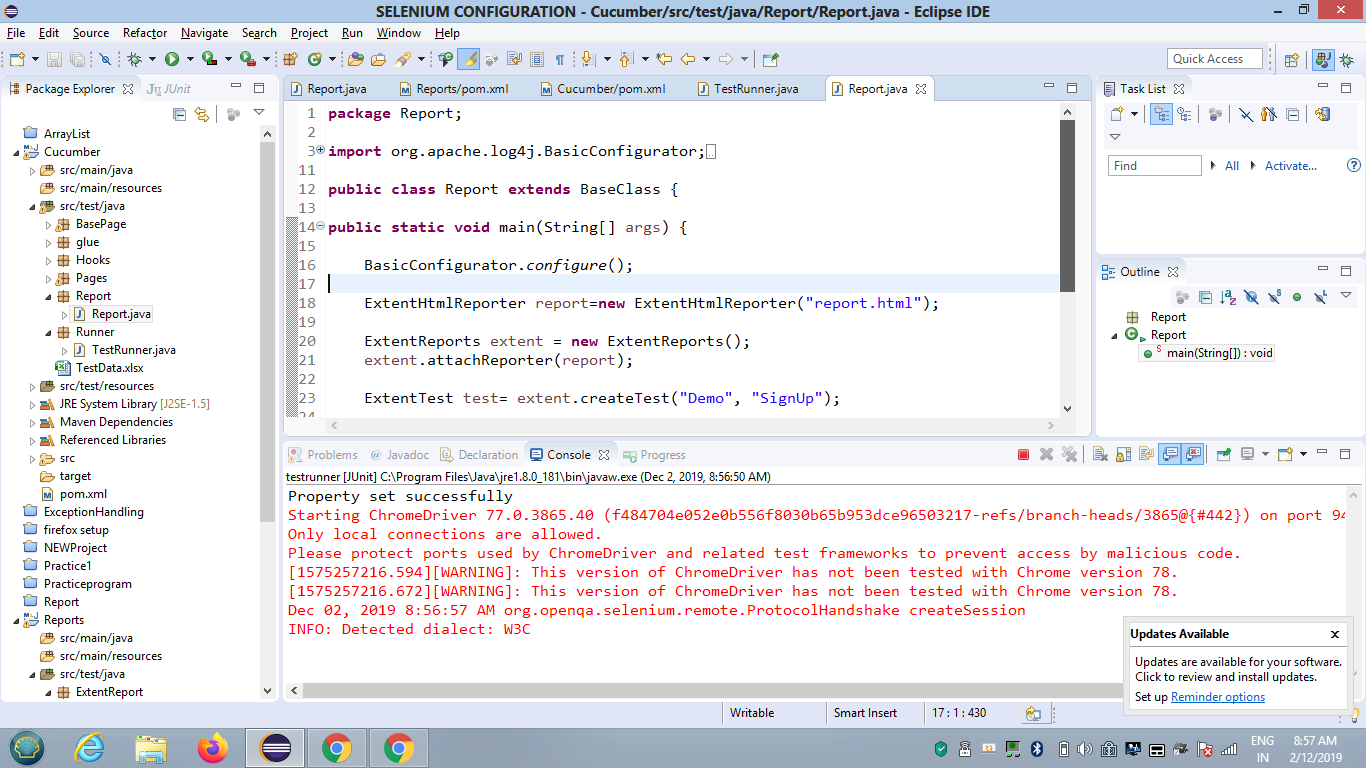 SELENIUM CONFIGURATION - Cucumber/src/test/java/Report/Report.java - Eclipse IDE
File Edit Source Refactor Navigate Search Project Run Window Help
Quick Access
Package Explorer JUnit
ArrayList
Cucumber
src/main/java
src/main/resources
src/test/java
BasePage
glue
Hooks
Pages
Report
Report.java
Runner
TestRunner.java
TestData.xlsx
src/test/resources
JRE System Library [J2SE-1.5]
Maven Dependencies
Referenced Libraries
src
target
pom.xml
ExceptionHandling
firefox setup
NEWProject
Practice1
Practiceprogram
Report
Reports
src/main/java
src/main/resources
src/test/java
ExtentReport
Report.java Reports/pom.xml Cucumber/pom.xml TestRunner.java Report.java
1 package Report;
2
3 import org.apache.log4j.BasicConfigurator;
11
12 public class Report extends BaseClass {
13
14 public static void main(String[] args) {
15
16 BasicConfigurator.configure();
17
18 ExtentHtmlReporter report=new ExtentHtmlReporter("report.html");
19
20 ExtentReports extent = new ExtentReports();
21 extent.attachReporter(report);
22
23 ExtentTest test= extent.createTest("Demo", "SignUp");
24
Task List
Find All Activate...
Outline
Report
Report
main(String[]) : void
Problems Javadoc Declaration Console Progress
testrunner [JUnit] C:\Program Files\Java\jre1.8.0_181\bin\javaw.exe (Dec 2, 2019, 8:56:50 AM)
Property set successfully
Starting ChromeDriver 77.0.3865.40 (f484704e052e0b556f8030b65b953dce96503217-refs/branch-heads/3865@{#442}) on port 94
Only local connections are allowed.
Please protect ports used by ChromeDriver and related test frameworks to prevent access by malicious code.
[1575257216.594][WARNING]: This version of ChromeDriver has not been tested with Chrome version 78.
[1575257216.672][WARNING]: This version of ChromeDriver has not been tested with Chrome version 78.
Dec 02, 2019 8:56:57 AM org.openqa.selenium.remote.ProtocolHandshake createSession
INFO: Detected dialect: W3C
Updates Available
Updates are available for your software.
Click to review and install updates.
Set up Reminder options
Writable Smart Insert 17 : 1 : 430
ENG 8:57 AM
IN 2/12/2019